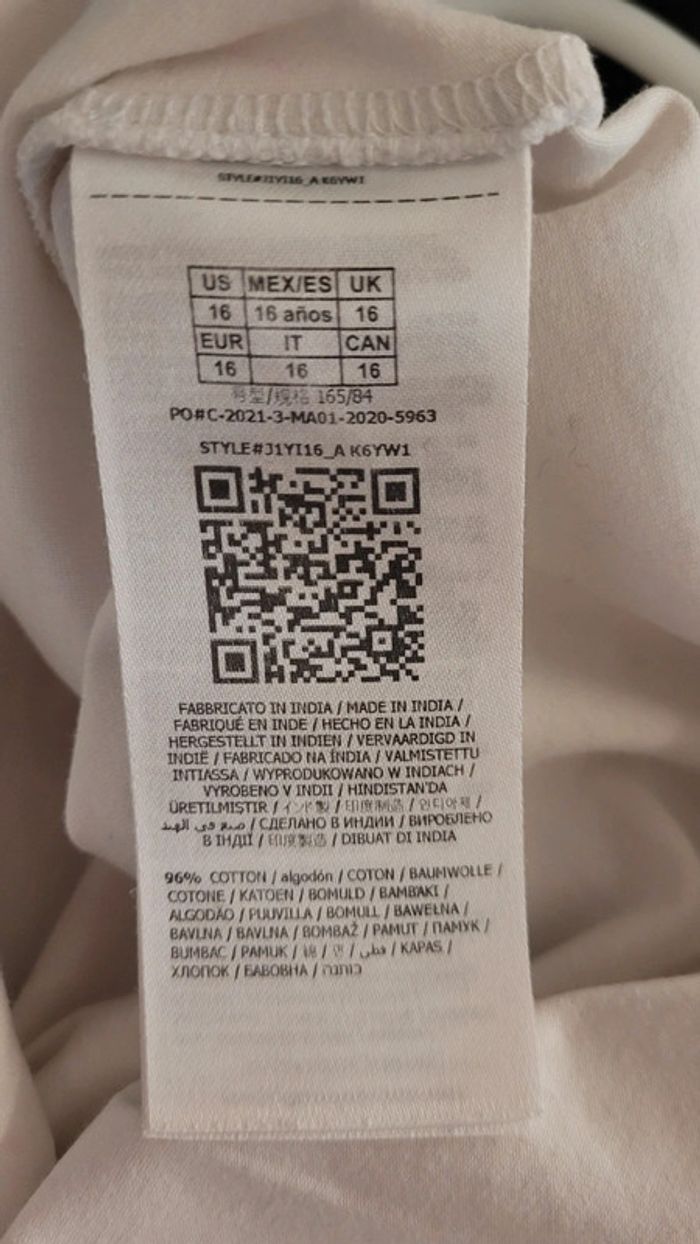 STYLE#J1YI16_A K6YW1
US MEX/ES UK
16 16 años 16
EUR IT CAN
16 16 16
号型/规格 165/84
PO#C-2021-3-MA01-2020-5963
STYLE#J1YI16_A K6YW1
FABBRICATO IN INDIA / MADE IN INDIA /
FABRIQUÉ EN INDE / HECHO EN LA INDIA /
HERGESTELLT IN INDIEN / VERVAARDIGD IN
INDIË / FABRICADO NA ÍNDIA / VALMISTETTU
INTIASSA / WYPRODUKOWANO W INDIACH /
VYROBENO V INDII / HINDISTAN'DA
ÜRETILMISTIR / インド製 / 印度制造 / 인디아제 /
صنع في الهند / СДЕЛАНО В ИНДИИ / ВИРОБЛЕНО
В ІНДІЇ / 印度製造 / DIBUAT DI INDIA
96% COTTON / algodón / COTON / BAUMWOLLE /
COTONE / KATOEN / BOMULD / BAMBAKI /
ALGODÃO / PUUVILLA / BOMULL / BAWEŁNA /
BAVLNA / BAVLNA / BOMBAŽ / PAMUT / ПАМУК /
BUMBAC / PAMUK / 棉 / 면 / قطن / KAPAS /
ХЛОПОК / БАВОВНА / כותנה